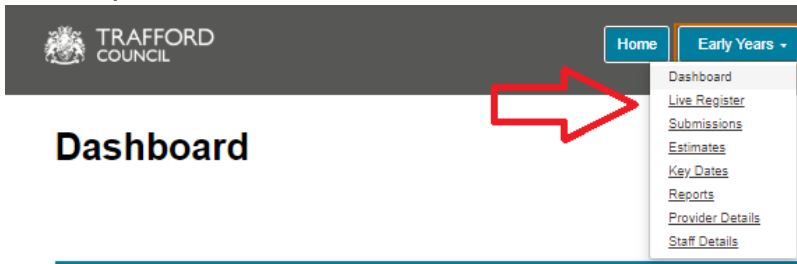 TRAFFORD
COUNCIL
Home
Early Years
Dashboard
Live Register
Submissions
Estimates
Key Dates
Reports
Provider Details
Staff Details
Dashboard